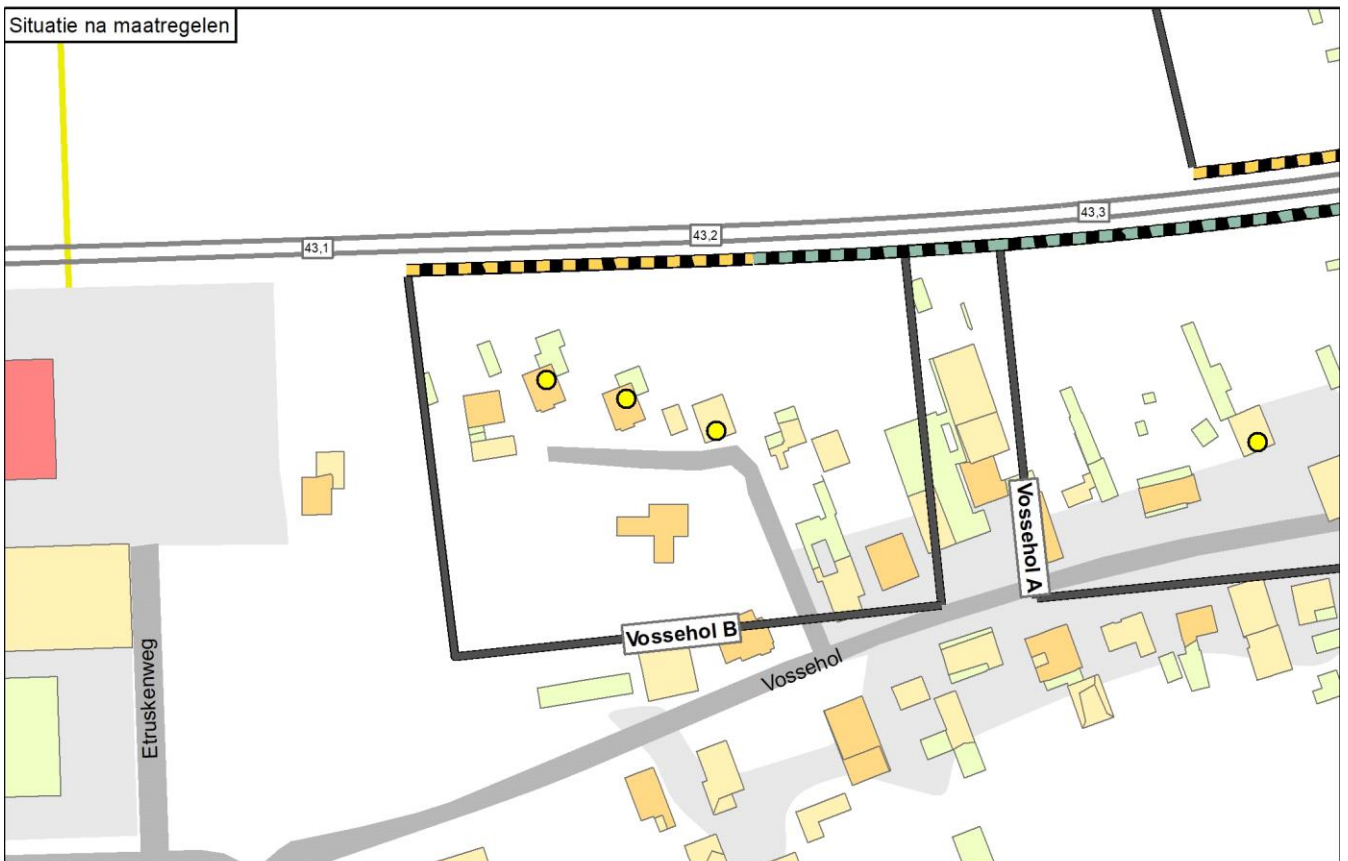 Situatie na maatregelen
43,3
43,2
43,1
Vossehol A
Vossehol B
Vossehol
Etruskenweg